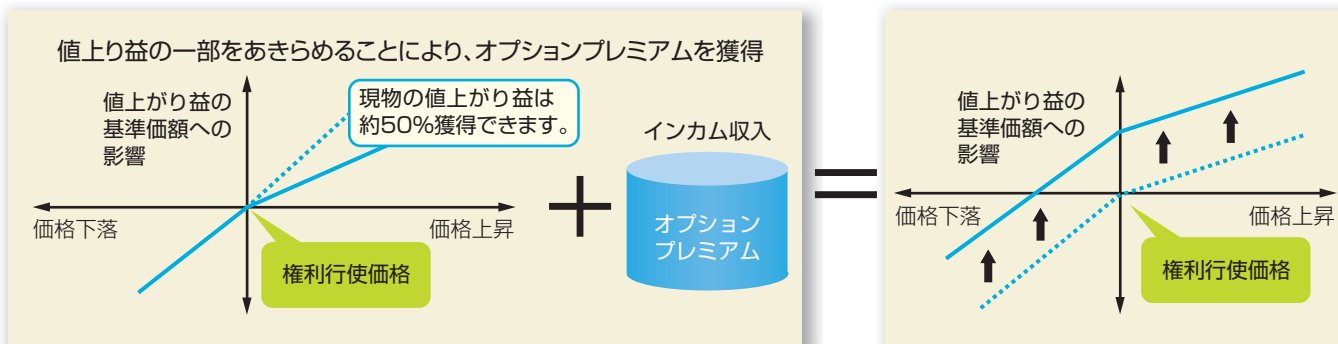 値上り益の一部をあきらめることにより、オプションプレミアムを獲得
値上がり益の
基準価額への
影響
現物の値上がり益は
約50%獲得できます。
価格下落
価格上昇
権利行使価格
インカム収入
オプション
プレミアム
値上がり益の
基準価額への
影響
価格下落
価格上昇
権利行使価格